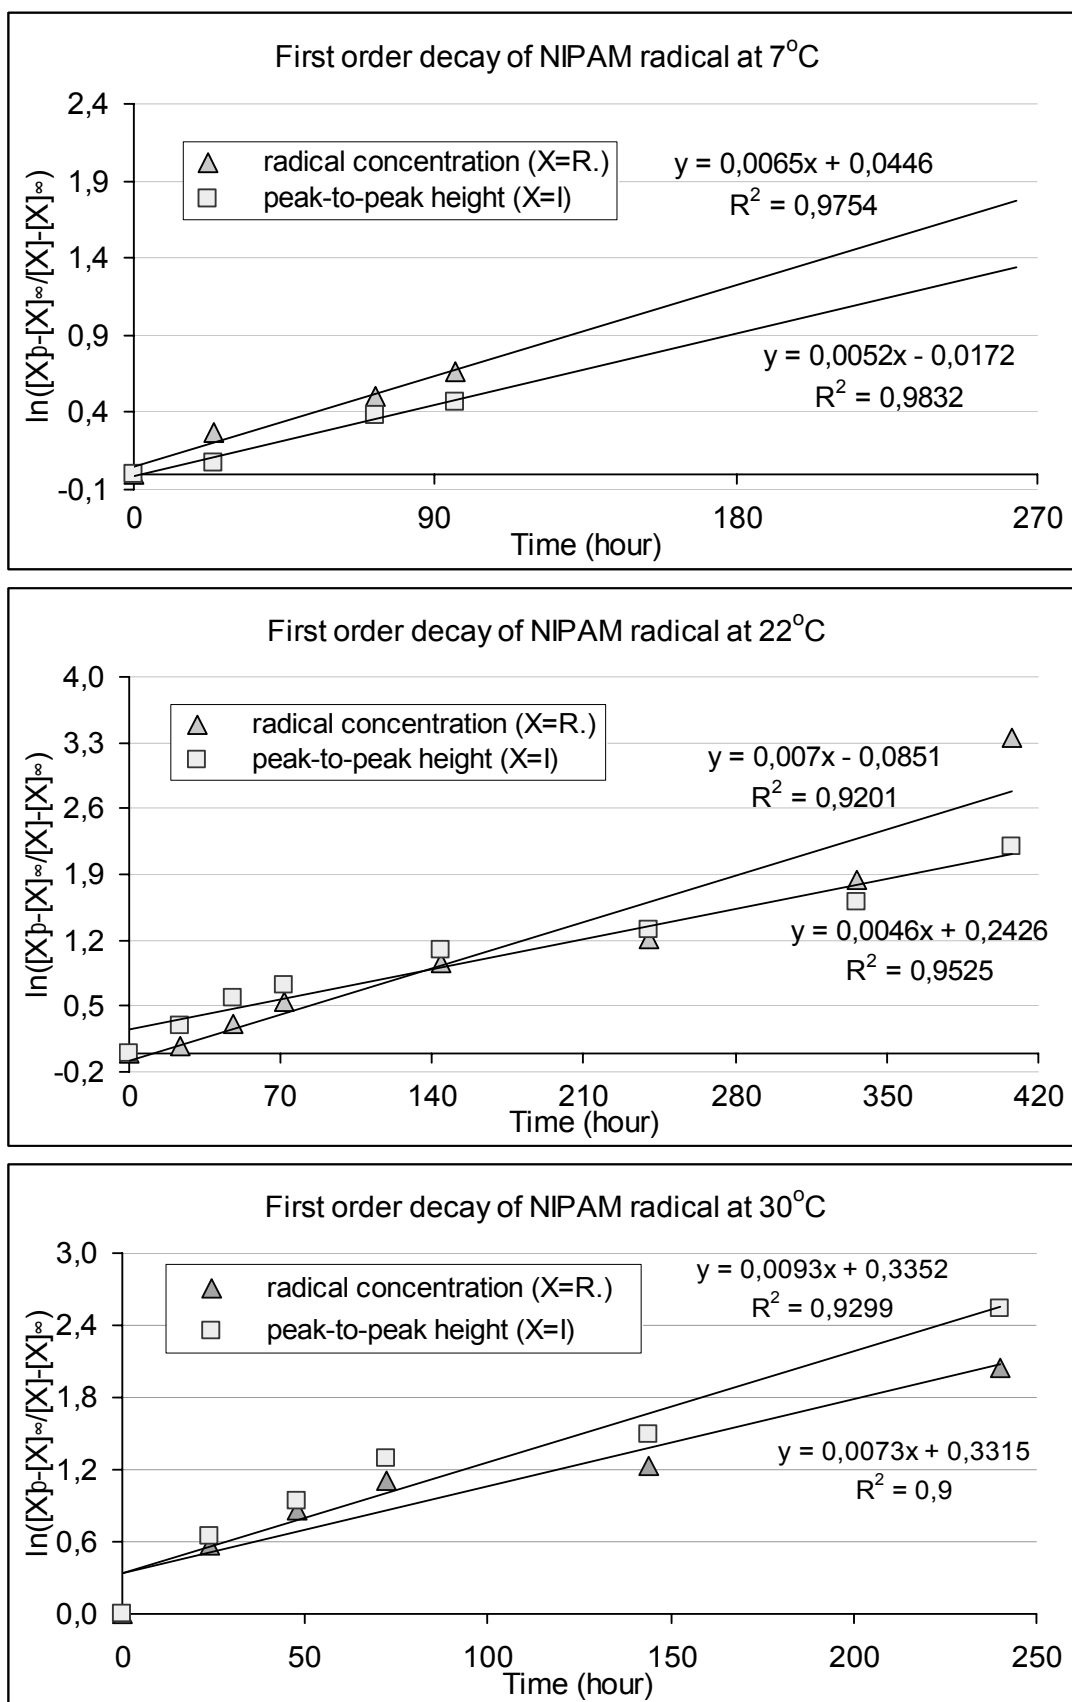 First order decay of NIPAM radical at 7°C
2,4
1,9
1,4
0,9
0,4
-0,1
ln([X]0-[X]∞/[X]-[X]∞)
radical concentration (X=R.)
peak-to-peak height (X=I)
y = 0,0065x + 0,0446
R² = 0,9754
y = 0,0052x - 0,0172
R² = 0,9832
0 90 180 270
Time (hour)
First order decay of NIPAM radical at 22°C
4,0
3,3
2,6
1,9
1,2
0,5
-0,2
ln([X]0-[X]∞/[X]-[X]∞)
radical concentration (X=R.)
peak-to-peak height (X=I)
y = 0,007x - 0,0851
R² = 0,9201
y = 0,0046x + 0,2426
R² = 0,9525
0 70 140 210 280 350 420
Time (hour)
First order decay of NIPAM radical at 30°C
3,0
2,4
1,8
1,2
0,6
0,0
ln([X]0-[X]∞/[X]-[X]∞)
radical concentration (X=R.)
peak-to-peak height (X=I)
y = 0,0093x + 0,3352
R² = 0,9299
y = 0,0073x + 0,3315
R² = 0,9
0 50 100 150 200 250
Time (hour)